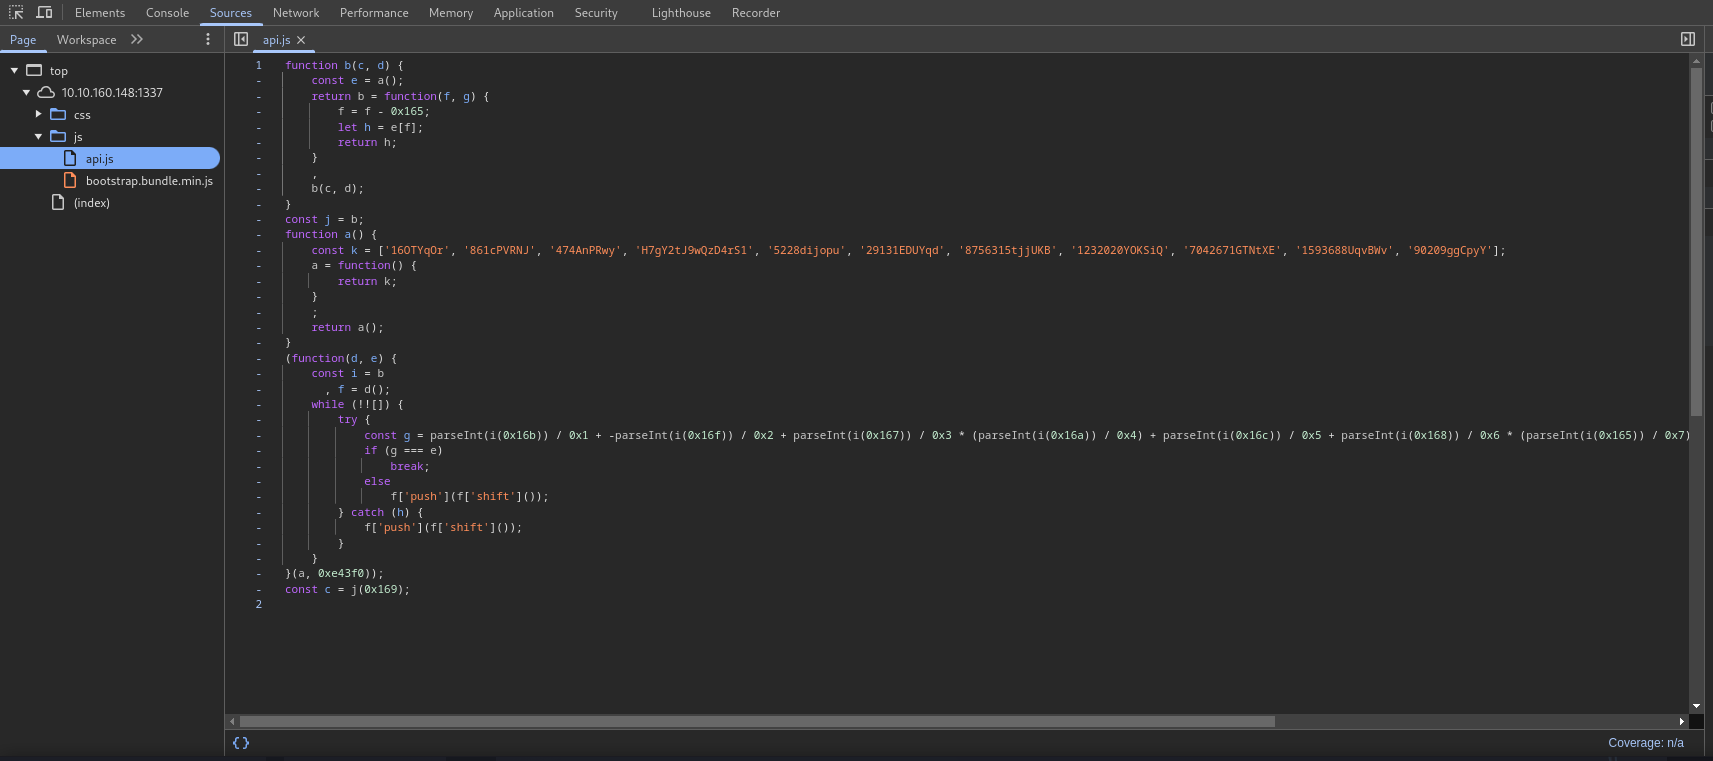 Elements Console Sources Network Performance Memory Application Security Lighthouse Recorder
Page Workspace
api.js
top
10.10.160.148:1337
css
js
api.js
bootstrap.bundle.min.js
(index)
1 function b(c, d) {
- const e = a();
- return b = function(f, g) {
- f = f - 0x165;
- let h = e[f];
- return h;
- }
- ,
- b(c, d);
- }
- const j = b;
- function a() {
- const k = ['16OTYqOr', '861cPVRNJ', '474AnPRwy', 'H7gY2tJ9wQzD4rS1', '5228dijopu', '29131EDUYqd', '8756315tjjUKB', '1232020YOKSiQ', '7042671GTNtXE', '1593688UqvBWv', '90209ggCpyY'];
- a = function() {
- return k;
- }
- ;
- return a();
- }
- (function(d, e) {
- const i = b
- , f = d();
- while (!![]) {
- try {
- const g = parseInt(i(0x16b)) / 0x1 + -parseInt(i(0x16f)) / 0x2 + parseInt(i(0x167)) / 0x3 * (parseInt(i(0x16a)) / 0x4) + parseInt(i(0x16c)) / 0x5 + parseInt(i(0x168)) / 0x6 * (parseInt(i(0x165)) / 0x7)
- if (g === e)
- break;
- else
- f['push'](f['shift']());
- } catch (h) {
- f['push'](f['shift']());
- }
- }
- }(a, 0xe43f0));
- const c = j(0x169);
2
{} Coverage: n/a